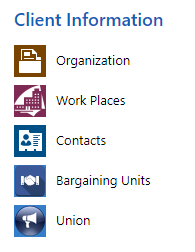 Client Information
Organization
Work Places
Contacts
Bargaining Units
Union